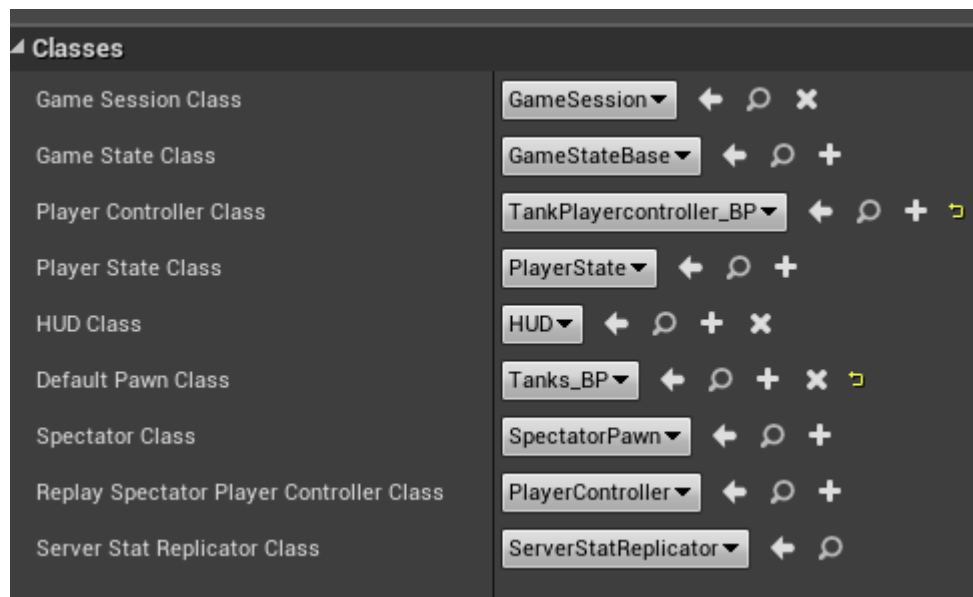 Classes
Game Session Class GameSession
Game State Class GameStateBase
Player Controller Class TankPlayercontroller_BP
Player State Class PlayerState
HUD Class HUD
Default Pawn Class Tanks_BP
Spectator Class SpectatorPawn
Replay Spectator Player Controller Class PlayerController
Server Stat Replicator Class ServerStatReplicator